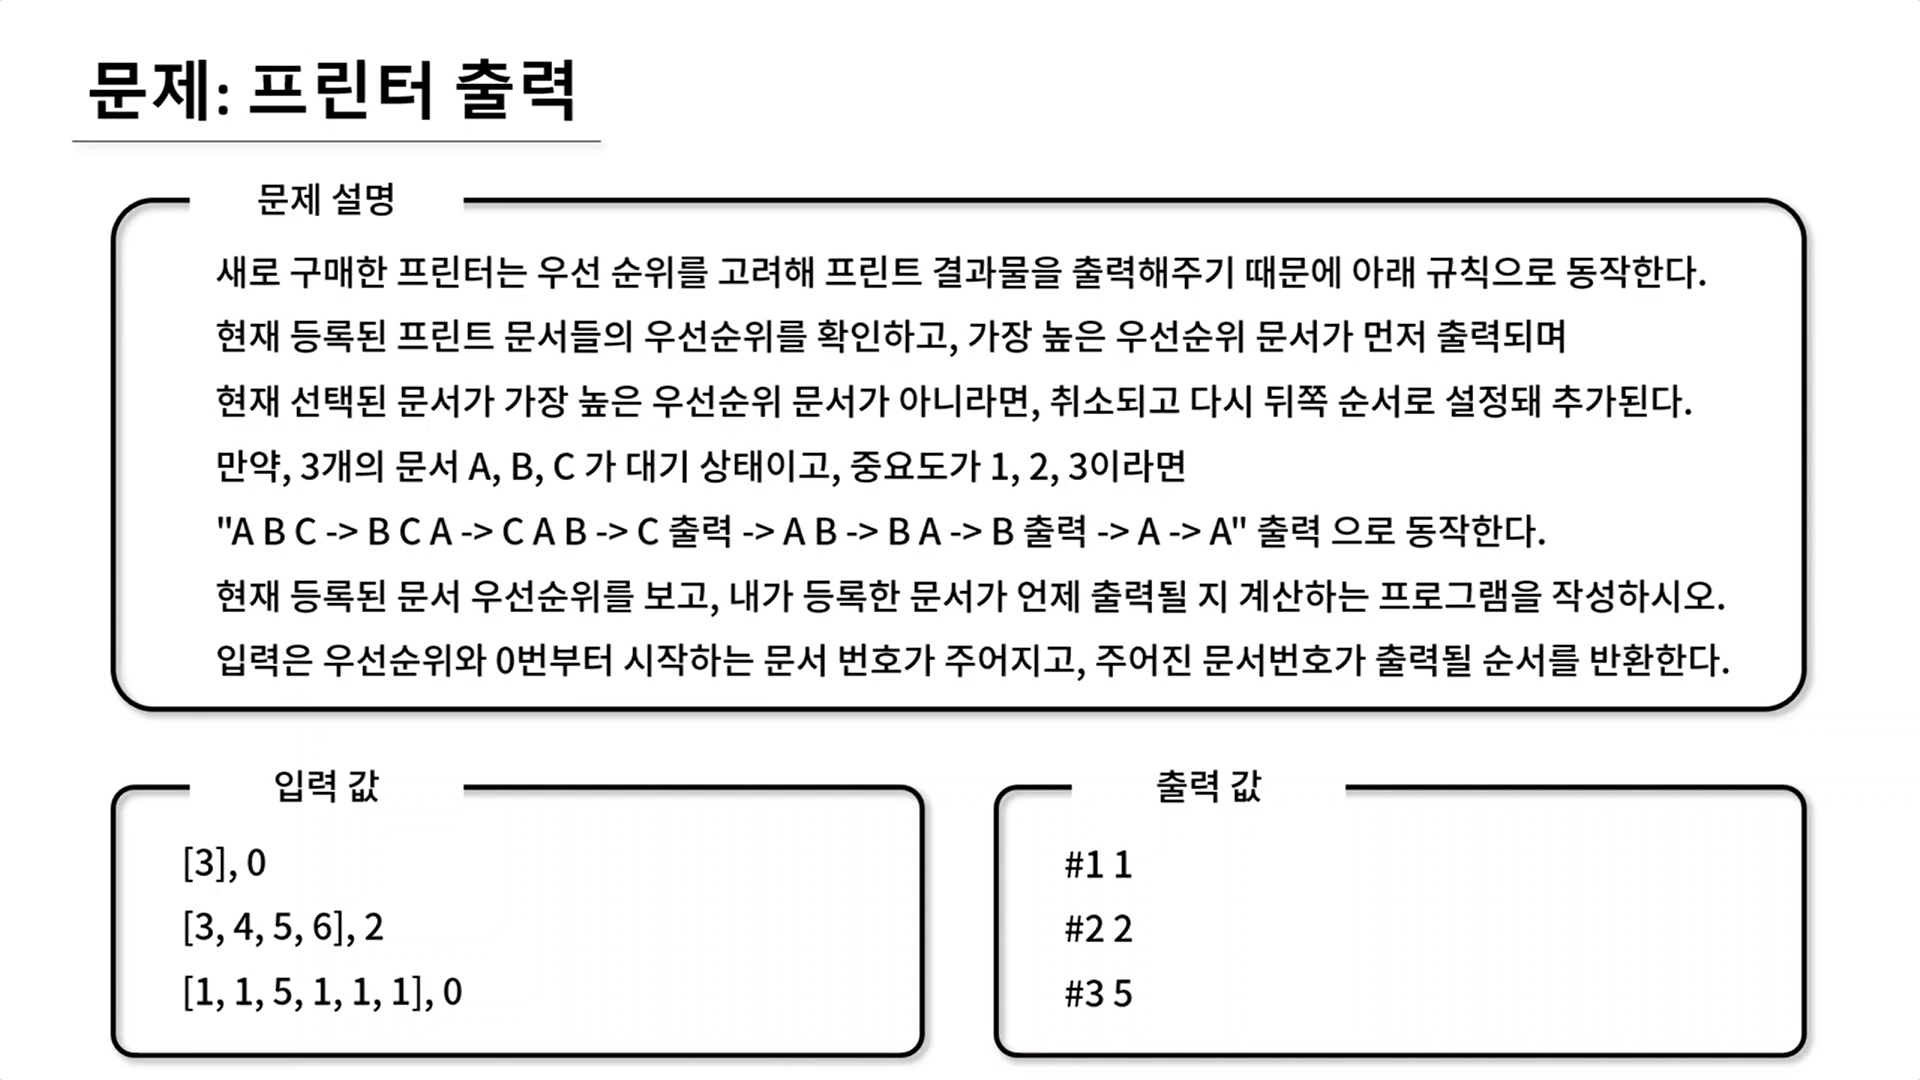 문제: 프린터 출력
문제 설명
새로 구매한 프린터는 우선 순위를 고려해 프린트 결과물을 출력해주기 때문에 아래 규칙으로 동작한다.
현재 등록된 프린트 문서들의 우선순위를 확인하고, 가장 높은 우선순위 문서가 먼저 출력되며
현재 선택된 문서가 가장 높은 우선순위 문서가 아니라면, 취소되고 다시 뒤쪽 순서로 설정돼 추가된다.
만약, 3개의 문서 A, B, C 가 대기 상태이고, 중요도가 1, 2, 3이라면
"A B C -> B C A -> C A B -> C 출력 -> A B -> B A -> B 출력 -> A -> A" 출력 으로 동작한다.
현재 등록된 문서 우선순위를 보고, 내가 등록한 문서가 언제 출력될 지 계산하는 프로그램을 작성하시오.
입력은 우선순위와 0번부터 시작하는 문서 번호가 주어지고, 주어진 문서번호가 출력될 순서를 반환한다.
입력 값
[3], 0
[3, 4, 5, 6], 2
[1, 1, 5, 1, 1, 1], 0
출력 값
#1 1
#2 2
#3 5